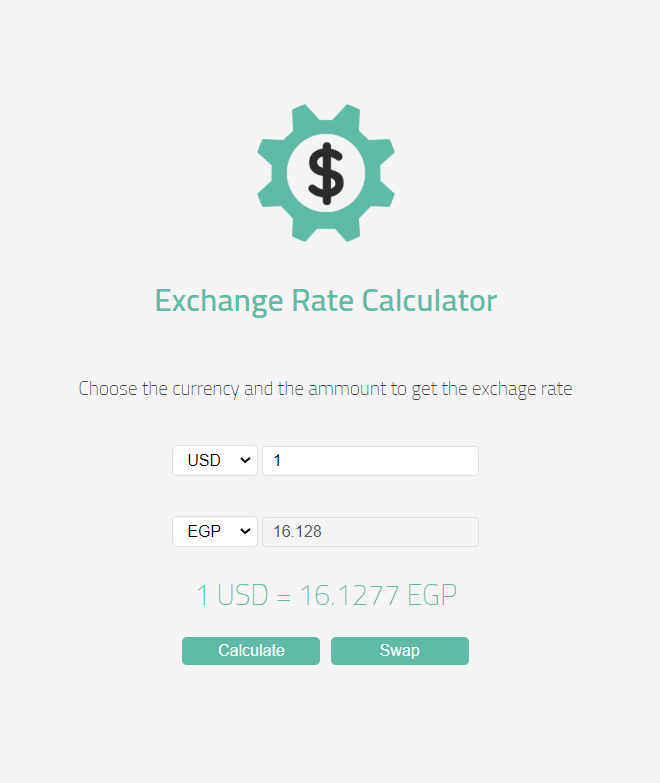 $
Exchange Rate Calculator
Choose the currency and the ammount to get the exchage rate
USD 1
EGP 16.128
1 USD = 16.1277 EGP
Calculate Swap